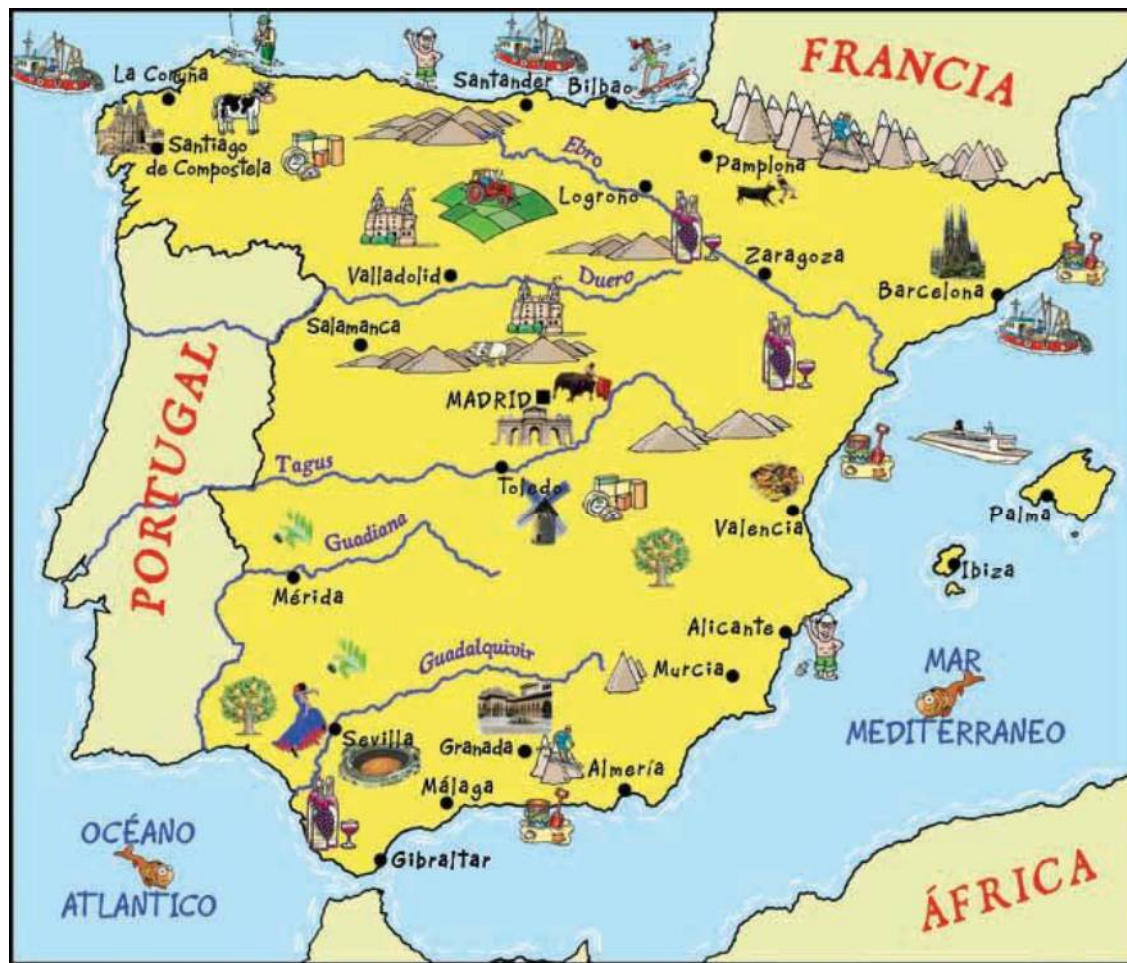 FRANCIA
La Coruña
Santander
Bilbao
Santiago
de Compostela
Ebro
Pamplona
Logroño
Valladolid
Duero
Zaragoza
Barcelona
Salamanca
PORTUGAL
MADRID
Tagus
Toledo
Valencia
Palma
Guadiana
Mérida
Ibiza
Alicante
Guadalquivir
Murcia
MAR
MEDITERRANEO
Sevilla
Granada
Almería
Málaga
OCÉANO
ATLANTICO
Gibraltar
ÁFRICA